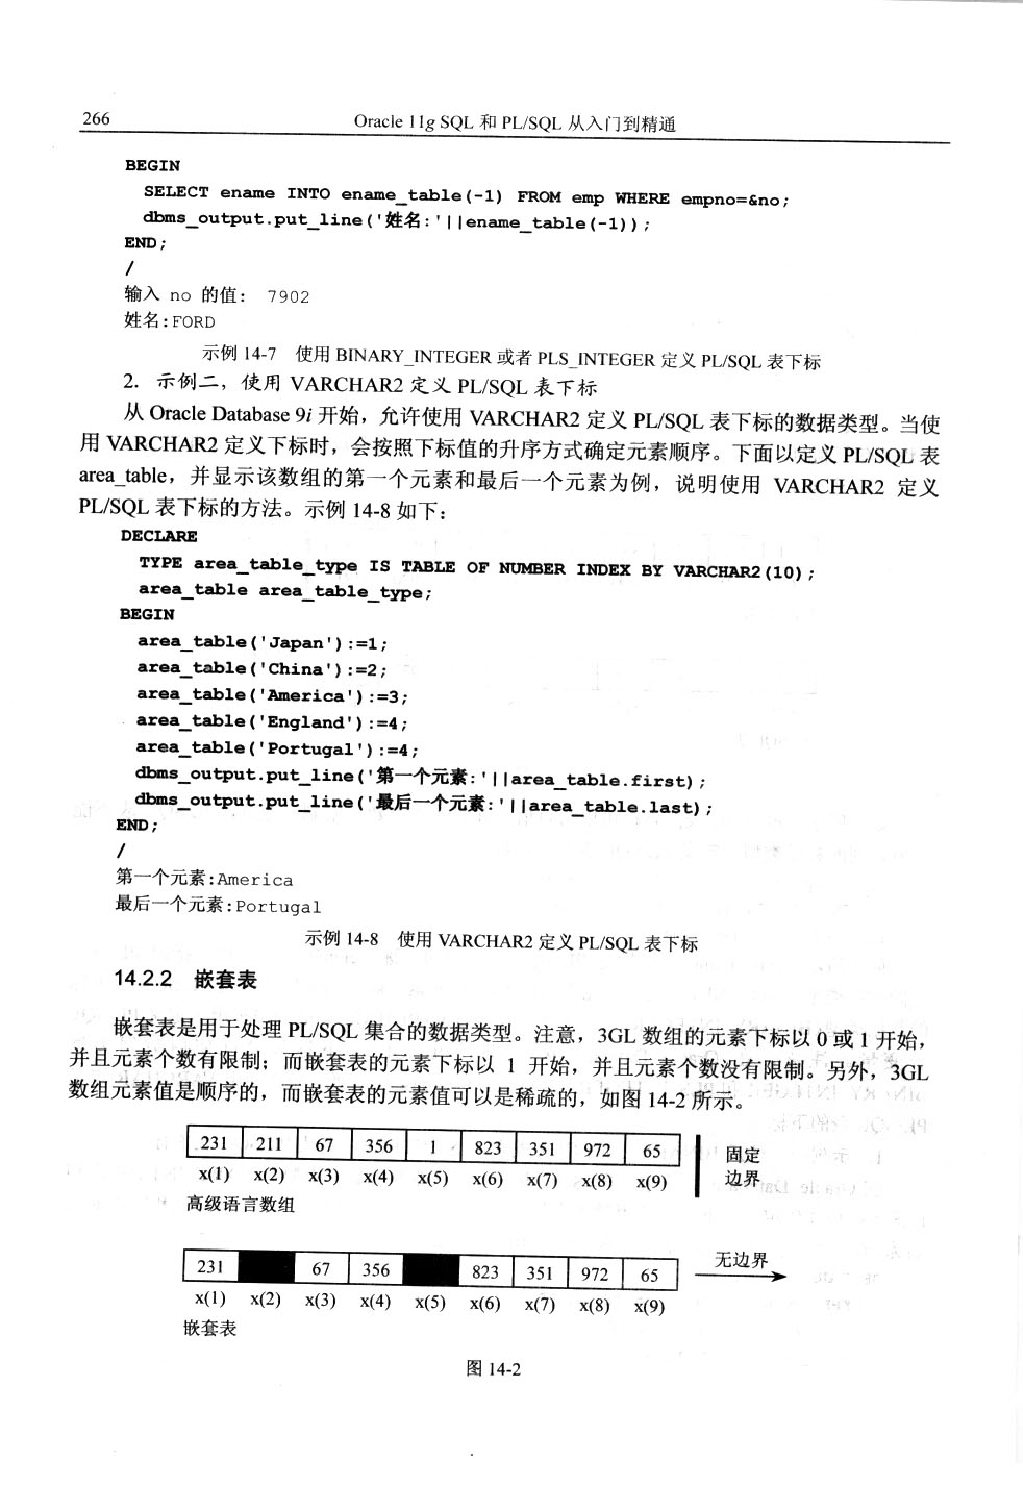 266
Oracle 11g SQL 和 PL/SQL 从入门到精通
BEGIN
SELECT ename INTO ename_table(-1) FROM emp WHERE empno=&no;
dbms_output.put_line('姓名:'||ename_table(-1));
END;
/
输入 no 的值： 7902
姓名:FORD
示例 14-7 使用 BINARY_INTEGER 或者 PLS_INTEGER 定义 PL/SQL 表下标
2. 示例二，使用 VARCHAR2 定义 PL/SQL 表下标
从 Oracle Database 9i 开始，允许使用 VARCHAR2 定义 PL/SQL 表下标的数据类型。当使
用 VARCHAR2 定义下标时，会按照下标值的升序方式确定元素顺序。下面以定义 PL/SQL 表
area_table，并显示该数组的第一个元素和最后一个元素为例，说明使用 VARCHAR2 定义
PL/SQL 表下标的方法。示例 14-8 如下：
DECLARE
TYPE area_table_type IS TABLE OF NUMBER INDEX BY VARCHAR2(10);
area_table area_table_type;
BEGIN
area_table('Japan'):=1;
area_table('China'):=2;
area_table('America'):=3;
area_table('England'):=4;
area_table('Portugal'):=4;
dbms_output.put_line('第一个元素:'||area_table.first);
dbms_output.put_line('最后一个元素:'||area_table.last);
END;
/
第一个元素:America
最后一个元素:Portugal
示例 14-8 使用 VARCHAR2 定义 PL/SQL 表下标
14.2.2 嵌套表
嵌套表是用于处理 PL/SQL 集合的数据类型。注意，3GL 数组的元素下标以 0 或 1 开始，
并且元素个数有限制；而嵌套表的元素下标以 1 开始，并且元素个数没有限制。另外，3GL
数组元素值是顺序的，而嵌套表的元素值可以是稀疏的，如图 14-2 所示。
231 211 67 356 1 823 351 972 65
x(1) x(2) x(3) x(4) x(5) x(6) x(7) x(8) x(9)
高级语言数组
固定
边界
231 67 356 823 351 972 65
x(1) x(2) x(3) x(4) x(5) x(6) x(7) x(8) x(9)
嵌套表
无边界
图 14-2